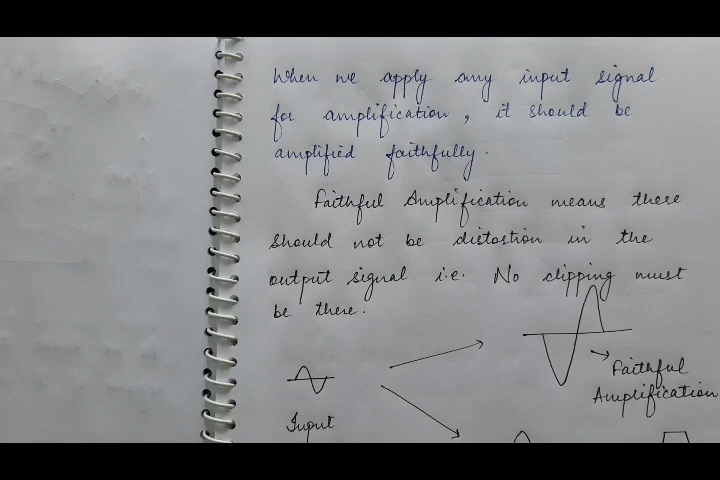 When we apply any input signal
for amplification, it should be
amplified faithfully.
Faithful Amplification means there
should not be distortion in the
output signal i.e. No clipping must
be there.
Faithful
Amplification
Input